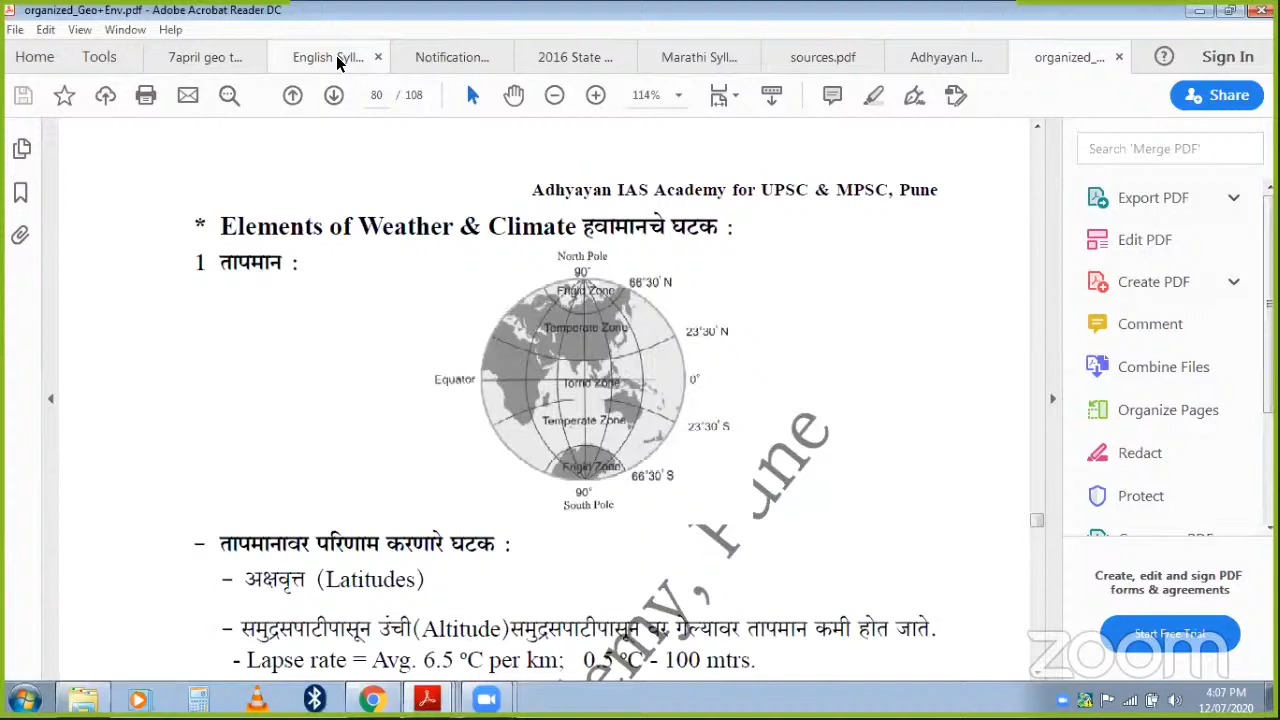 organized_Geo+Env.pdf - Adobe Acrobat Reader DC
File Edit View Window Help
Home Tools 7april geo t... English Syll... Notification... 2016 State ... Marathi Syll... sources.pdf Adhyayan I... organized_... Sign In
80 / 108 114% Share
Search 'Merge PDF'
Adhyayan IAS Academy for UPSC & MPSC, Pune
* Elements of Weather & Climate हवामानचे घटक :
1 तापमान :
North Pole
90°
66°30' N
Frigid Zone
Temperate Zone
23°30' N
Equator
Torrid Zone
0°
Temperate Zone
23°30' S
Frigid Zone
66°30' S
90°
South Pole
– तापमानावर परिणाम करणारे घटक :
– अक्षवृत्त (Latitudes)
– समुद्रसपाटीपासून उंची(Altitude)समुद्रसपाटीपासून वर गेल्यावर तापमान कमी होत जाते.
- Lapse rate = Avg. 6.5 ºC per km; 0.5 ºC - 100 mtrs.
emy, Pune
Export PDF
Edit PDF
Create PDF
Comment
Combine Files
Organize Pages
Redact
Protect
Create, edit and sign PDF
forms & agreements
Start Free Trial
zoom
4:07 PM
12/07/2020